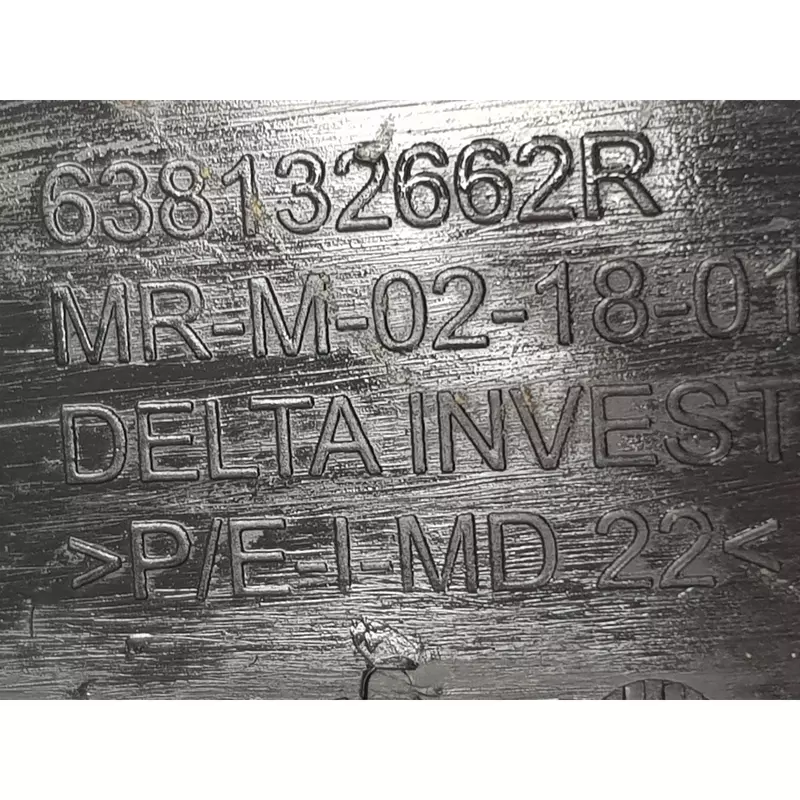 638132662R
MR-M-02-18-01
DELTA INVEST
>P/E-I-MD 22<